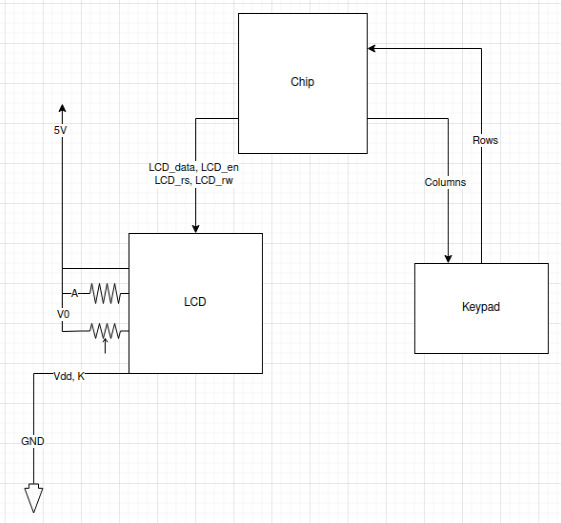 Chip
5V
Rows
LCD_data, LCD_en
LCD_rs, LCD_rw
Columns
A
LCD
Keypad
V0
Vdd, K
GND